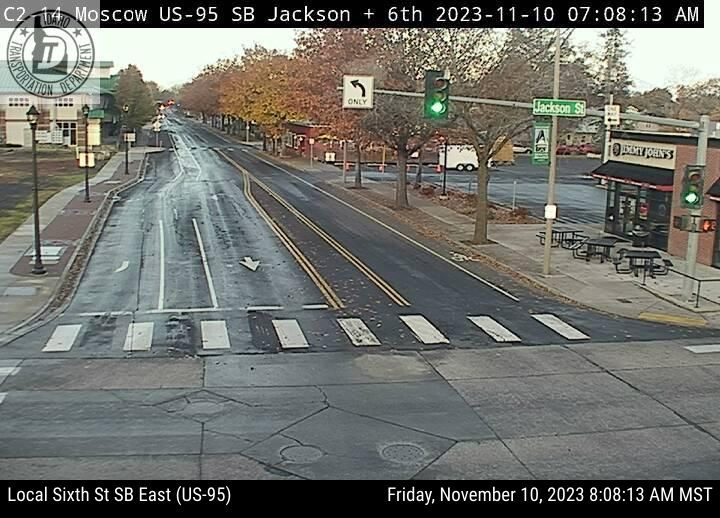 C2.14 Moscow US-95 SB Jackson + 6th 2023-11-10 07:08:13 AM
IDAHO
TRANSPORTATION DEPARTMENT
ONLY
Jackson St
JIMMY JOHN'S
Local Sixth St SB East (US-95)
Friday, November 10, 2023 8:08:13 AM MST